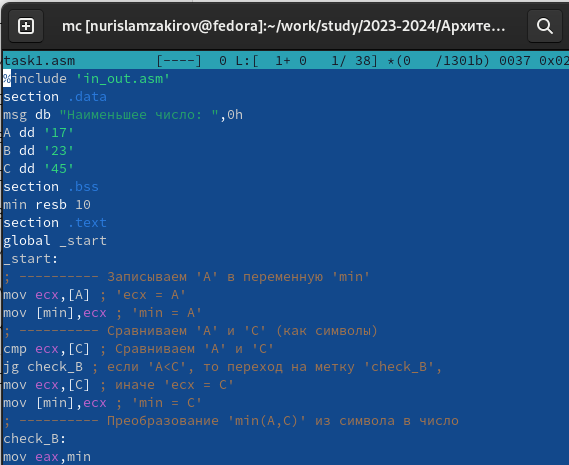 mc [nurislamzakirov@fedora]:~/work/study/2023-2024/Архите...
task1.asm [----] 0 L:[ 1+ 0 1/ 38] *(0 /1301b) 0037 0x02
%include 'in_out.asm'
section .data
msg db "Наименьшее число: ",0h
A dd '17'
B dd '23'
C dd '45'
section .bss
min resb 10
section .text
global _start
_start:
; ---------- Записываем 'A' в переменную 'min'
mov ecx,[A] ; 'ecx = A'
mov [min],ecx ; 'min = A'
; ---------- Сравниваем 'A' и 'С' (как символы)
cmp ecx,[C] ; Сравниваем 'A' и 'С'
jg check_B ; если 'A<C', то переход на метку 'check_B',
mov ecx,[C] ; иначе 'ecx = C'
mov [min],ecx ; 'min = C'
; ---------- Преобразование 'min(A,C)' из символа в число
check_B:
mov eax,min